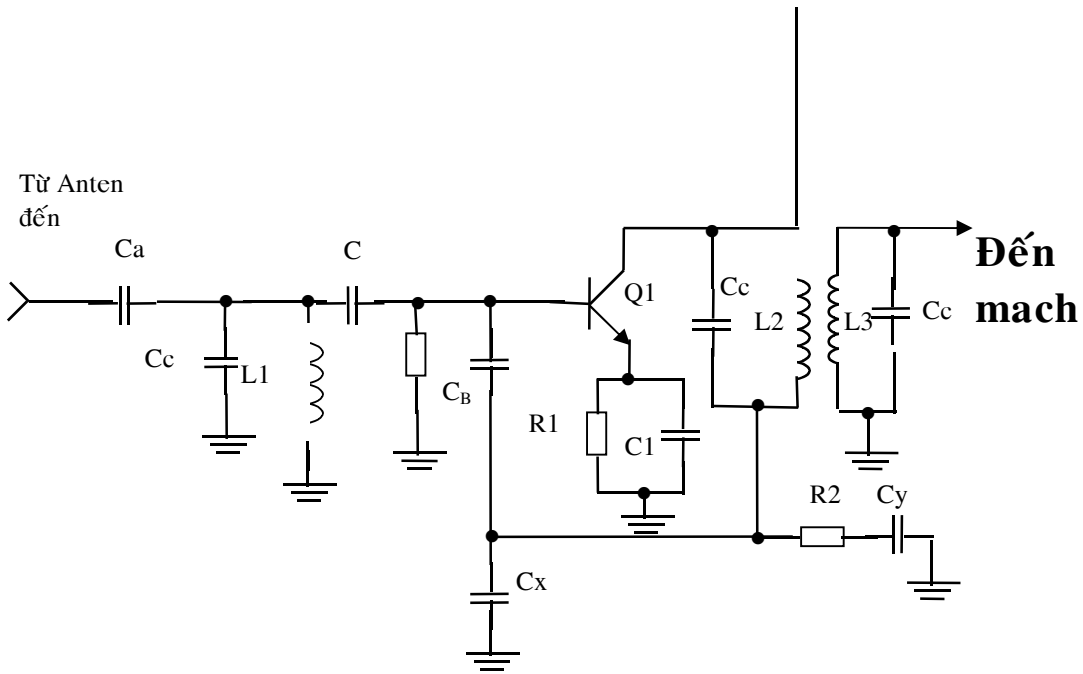 Từ Anten
đến
Ca
C
Q1
Cc
L2
L3
Cc
Đến
mach
Cc
L1
C_B
R1
C1
R2
Cy
Cx